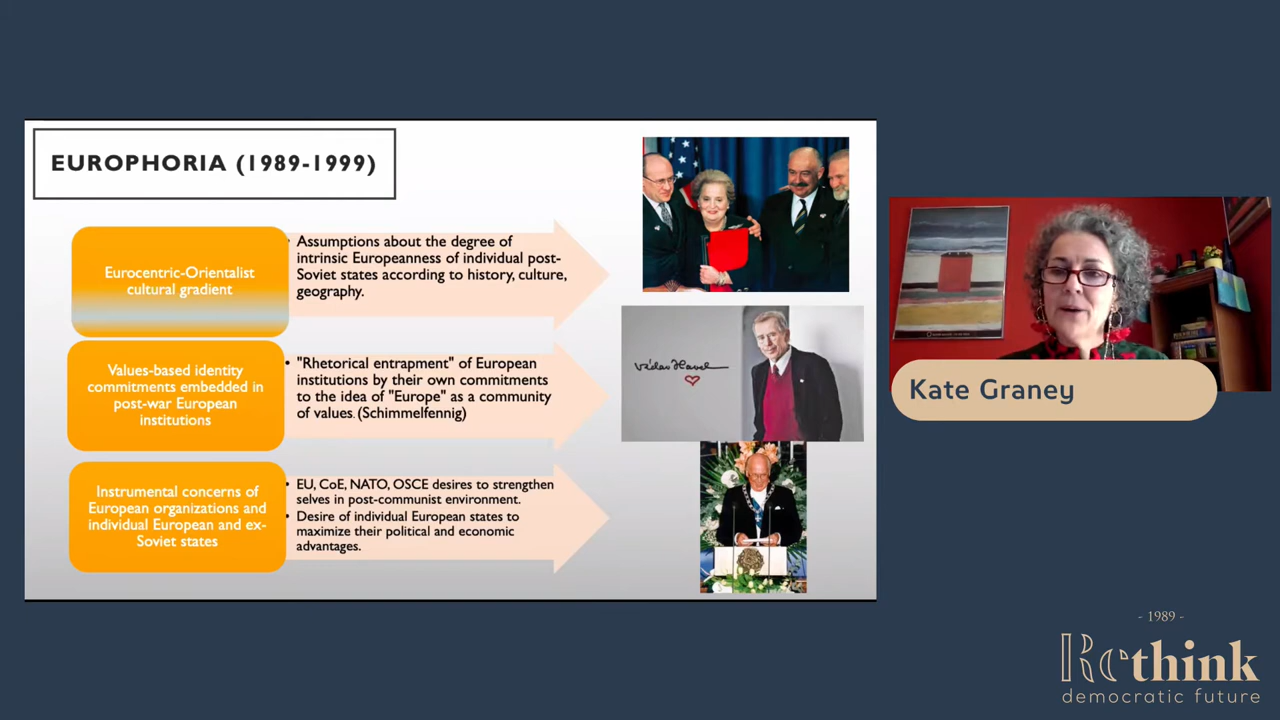 EUROPHORIA (1989-1999)
Eurocentric-Orientalist
cultural gradient
• Assumptions about the degree of
intrinsic Europeanness of individual post-
Soviet states according to history, culture,
geography.
Values-based identity
commitments embedded in
post-war European
institutions
• "Rhetorical entrapment" of European
institutions by their own commitments
to the idea of "Europe" as a community
of values. (Schimmelfennig)
Instrumental concerns of
European organizations and
individual European and ex-
Soviet states
• EU, CoE, NATO, OSCE desires to strengthen
selves in post-communist environment.
• Desire of individual European states to
maximize their political and economic
advantages.
Václav Havel
Kate Graney
- 1989 -
Rethink
democratic future